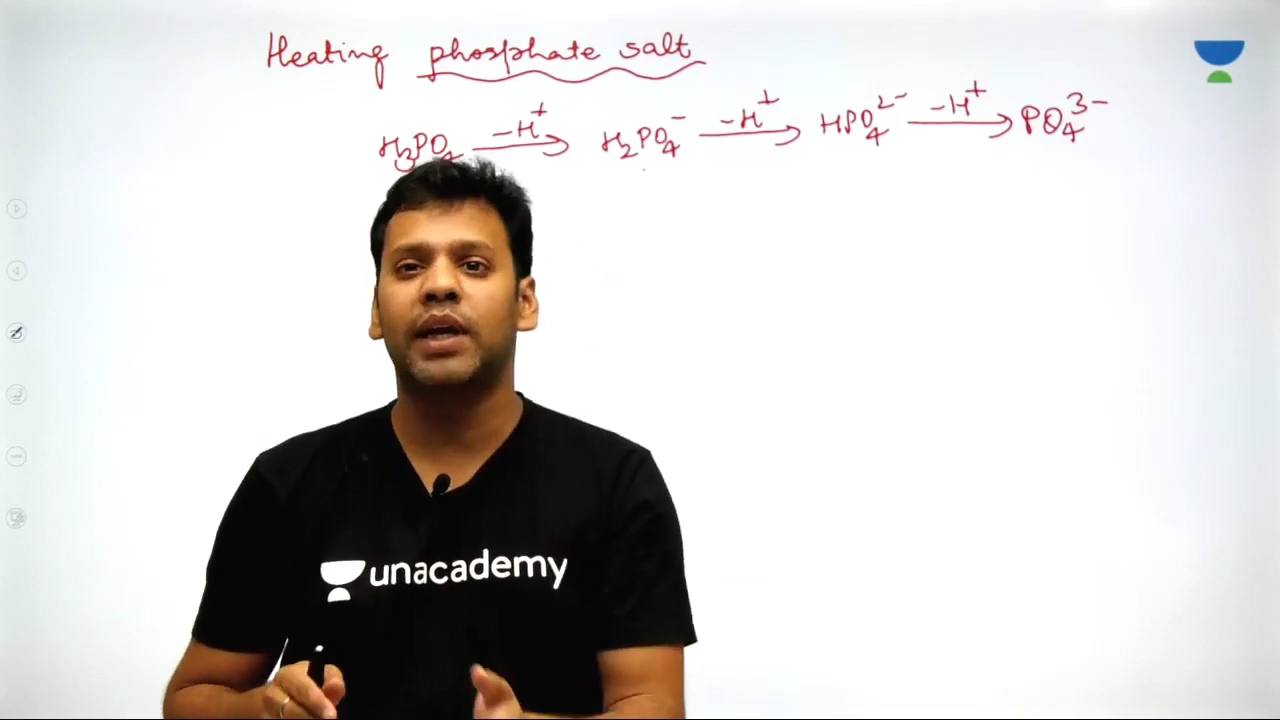 Heating phosphate salt
H₃PO₄ —H⁺→ H₂PO₄⁻ —H⁺→ HPO₄²⁻ —H⁺→ PO₄³⁻
unacademy